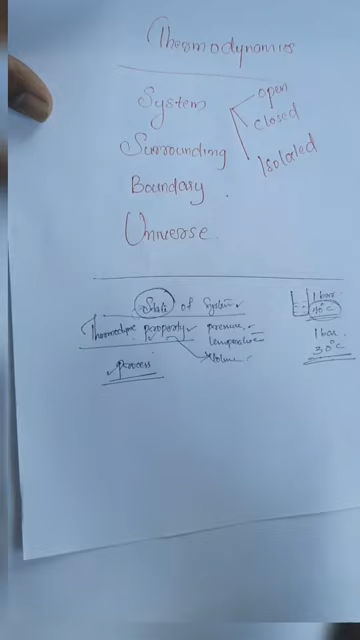 Thermodynamics
System
open
closed
Isolated
Surrounding
Boundary
Universe
State of System
Thermodynamic property
pressure
temperature
Volume
process
1 bar
1 bar
30°C